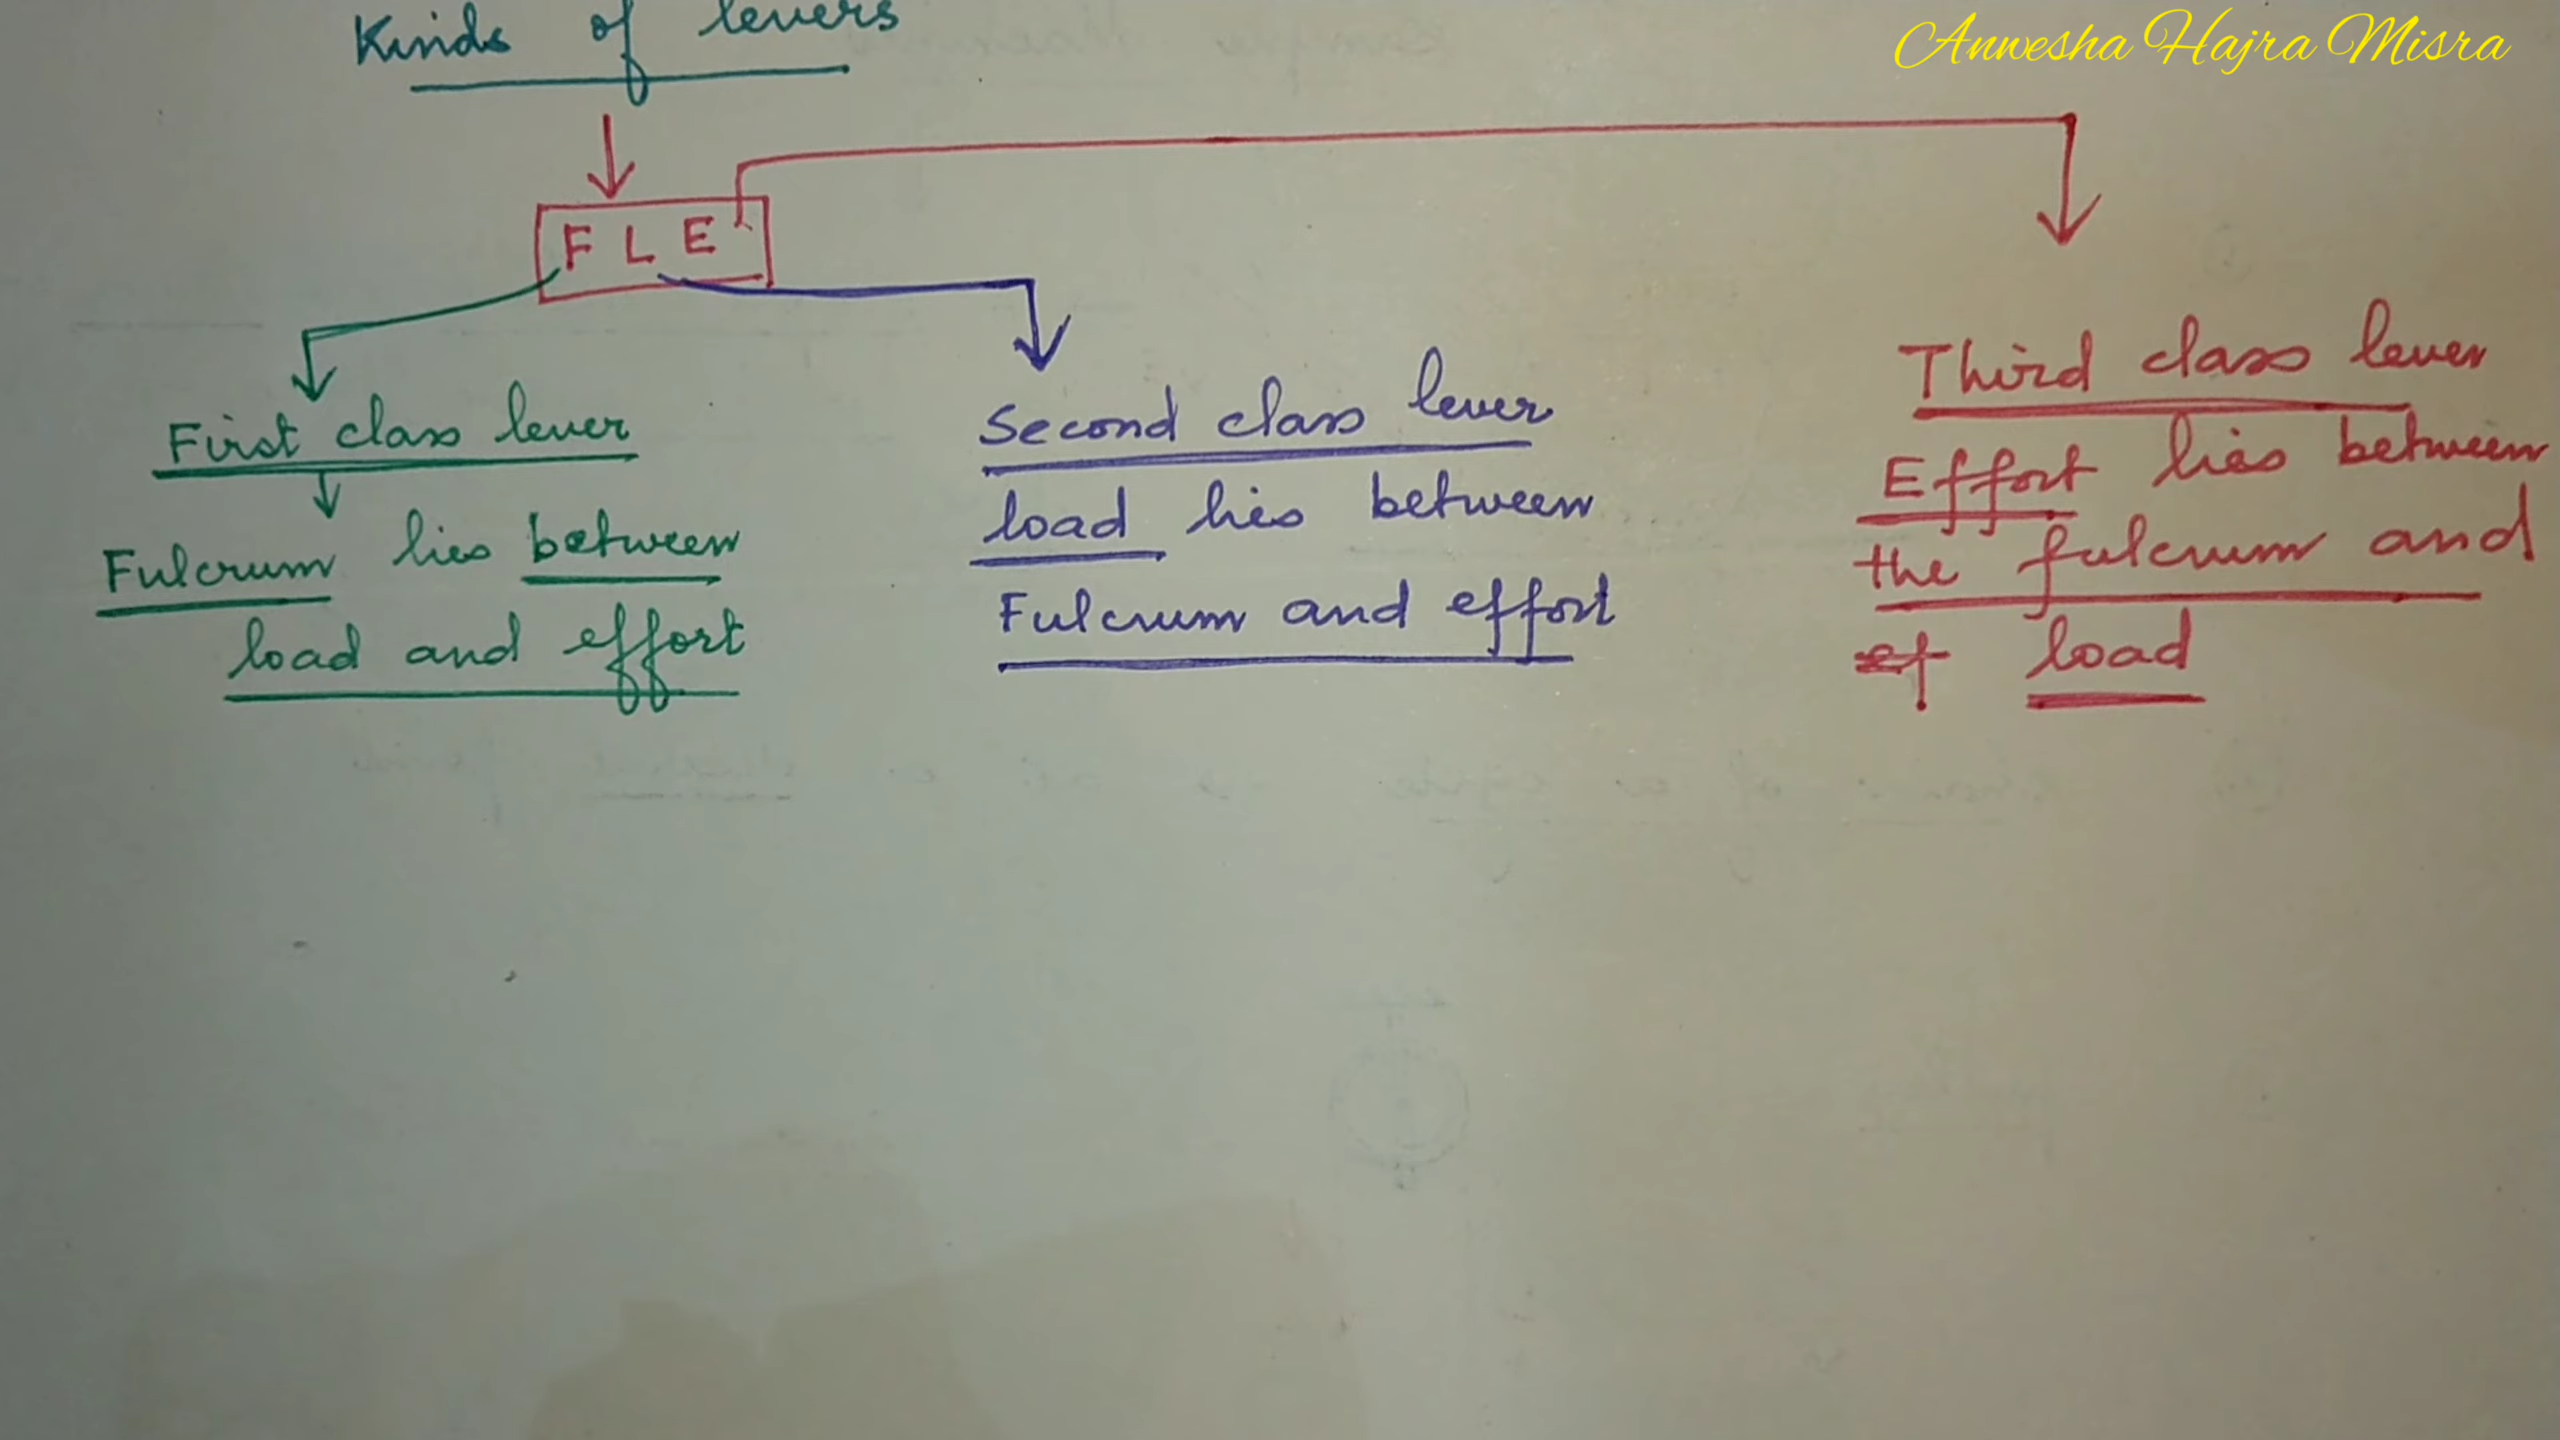 Kinds of levers
Anwesha Hajra Misra
F L E
First class lever
Fulcrum lies between
load and effort
Second class lever
load lies between
Fulcrum and effort
Third class lever
Effort lies between
the fulcrum and
load